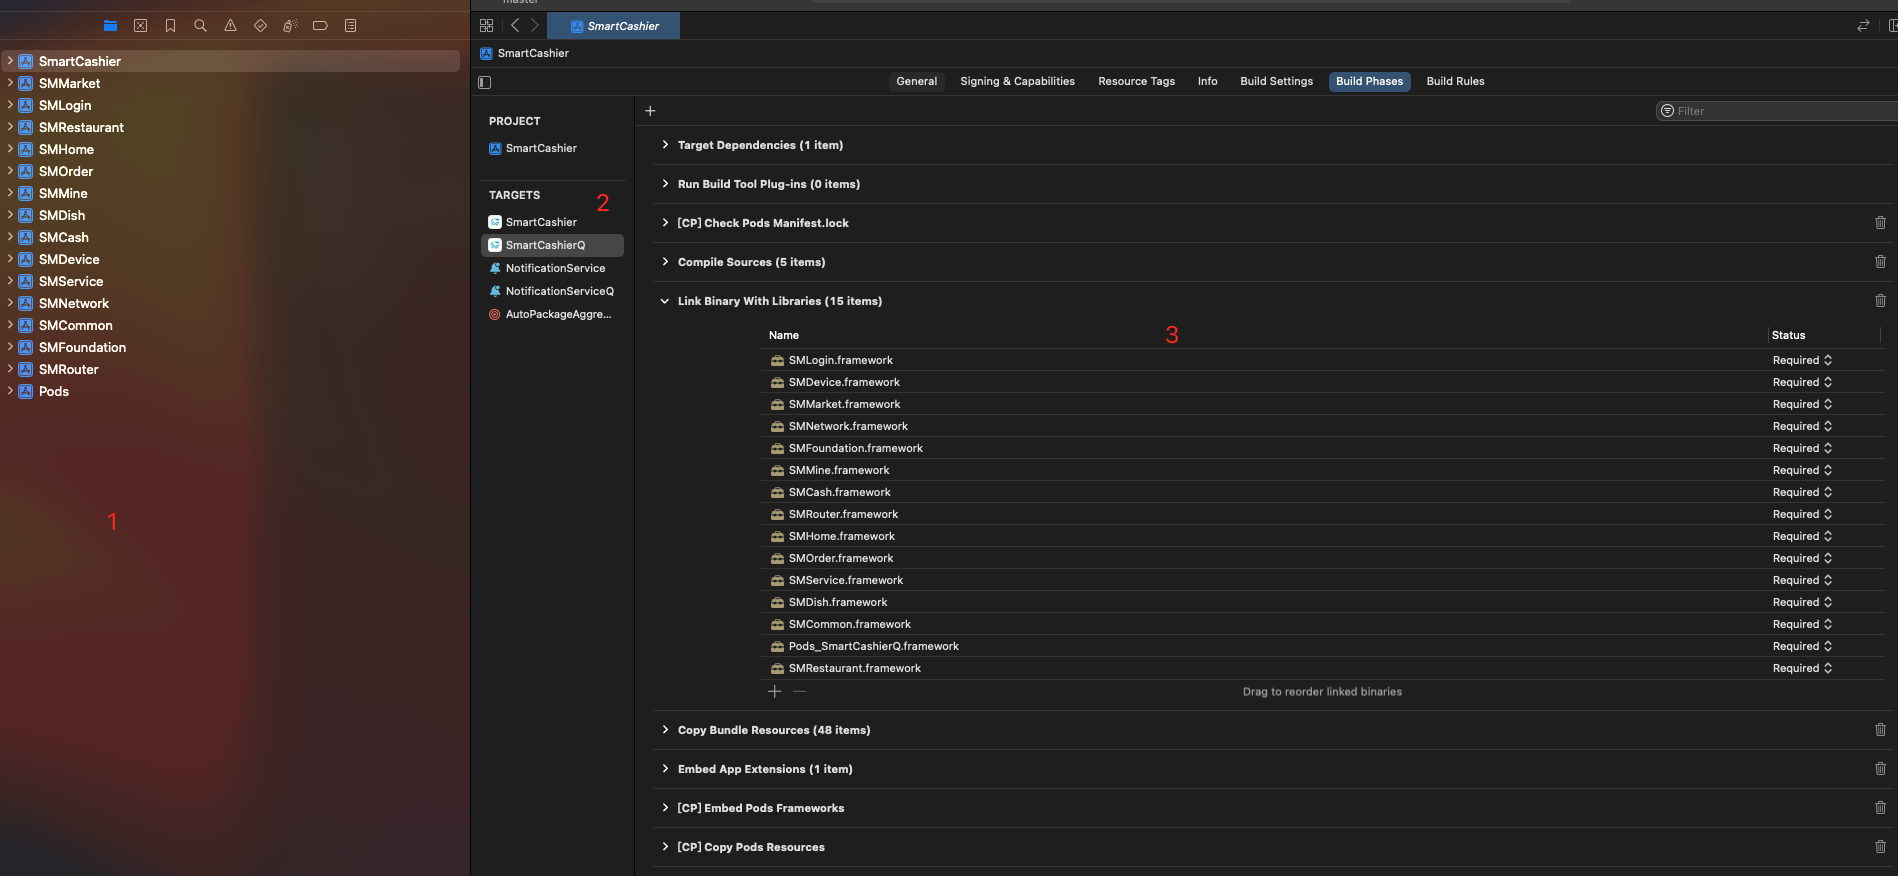 master
SmartCashier
SMMarket
SMLogin
SMRestaurant
SMHome
SMOrder
SMMine
SMDish
SMCash
SMDevice
SMService
SMNetwork
SMCommon
SMFoundation
SMRouter
Pods
1
SmartCashier
SmartCashier
General Signing & Capabilities Resource Tags Info Build Settings Build Phases Build Rules
PROJECT
SmartCashier
TARGETS
2
SmartCashier
SmartCashierQ
NotificationService
NotificationServiceQ
AutoPackageAggre...
Filter
Target Dependencies (1 item)
Run Build Tool Plug-ins (0 items)
[CP] Check Pods Manifest.lock
Compile Sources (5 items)
Link Binary With Libraries (15 items)
Name 3 Status
SMLogin.framework Required
SMDevice.framework Required
SMMarket.framework Required
SMNetwork.framework Required
SMFoundation.framework Required
SMMine.framework Required
SMCash.framework Required
SMRouter.framework Required
SMHome.framework Required
SMOrder.framework Required
SMService.framework Required
SMDish.framework Required
SMCommon.framework Required
Pods_SmartCashierQ.framework Required
SMRestaurant.framework Required
Drag to reorder linked binaries
Copy Bundle Resources (48 items)
Embed App Extensions (1 item)
[CP] Embed Pods Frameworks
[CP] Copy Pods Resources